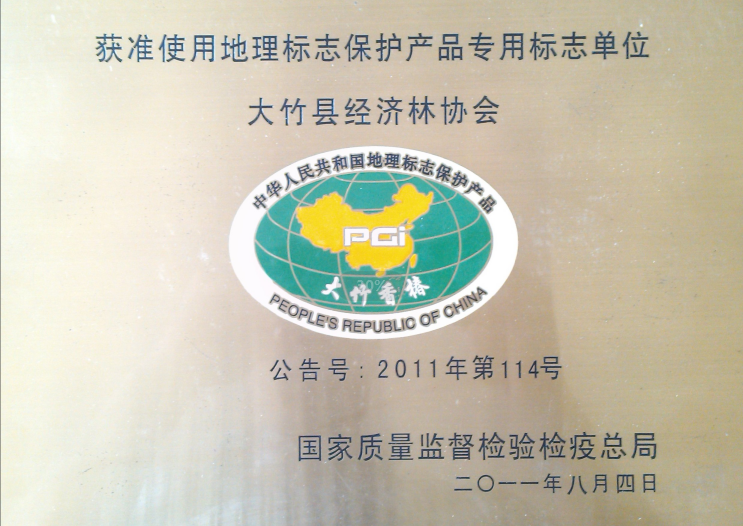 获准使用地理标志保护产品专用标志单位
大竹县经济林协会
中华人民共和国地理标志保护产品
PGi
大竹香椿
PEOPLE'S REPUBLIC OF CHINA
公告号：2011年第114号
国家质量监督检验检疫总局
二〇一一年八月四日